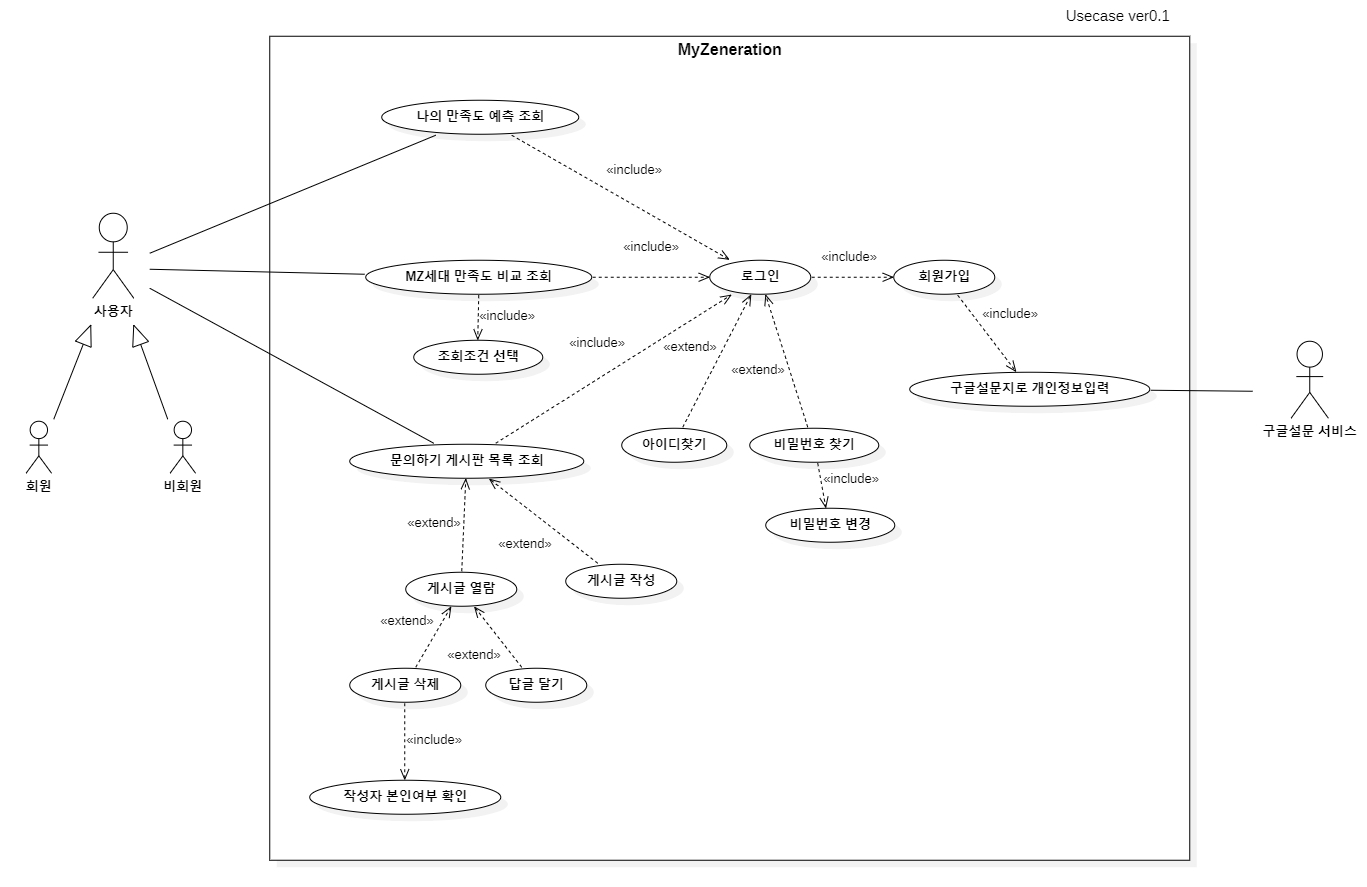 Usecase ver0.1
MyZeneration
나의 만족도 예측 조회
«include»
«include»
«include»
MZ세대 만족도 비교 조회
로그인
회원가입
사용자
«include»
«include»
«include»
«extend»
조회조건 선택
«extend»
구글설문지로 개인정보입력
구글설문 서비스
아이디찾기
비밀번호 찾기
문의하기 게시판 목록 조회
회원
비회원
«include»
«extend»
비밀번호 변경
«extend»
게시글 열람
게시글 작성
«extend»
«extend»
게시글 삭제
답글 달기
«include»
작성자 본인여부 확인